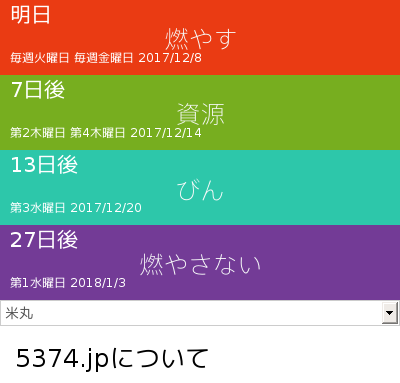 明日
燃やす
毎週火曜日 毎週金曜日 2017/12/8
7日後
資源
第2木曜日 第4木曜日 2017/12/14
13日後
びん
第3水曜日 2017/12/20
27日後
燃やさない
第1水曜日 2018/1/3
米丸
5374.jpについて